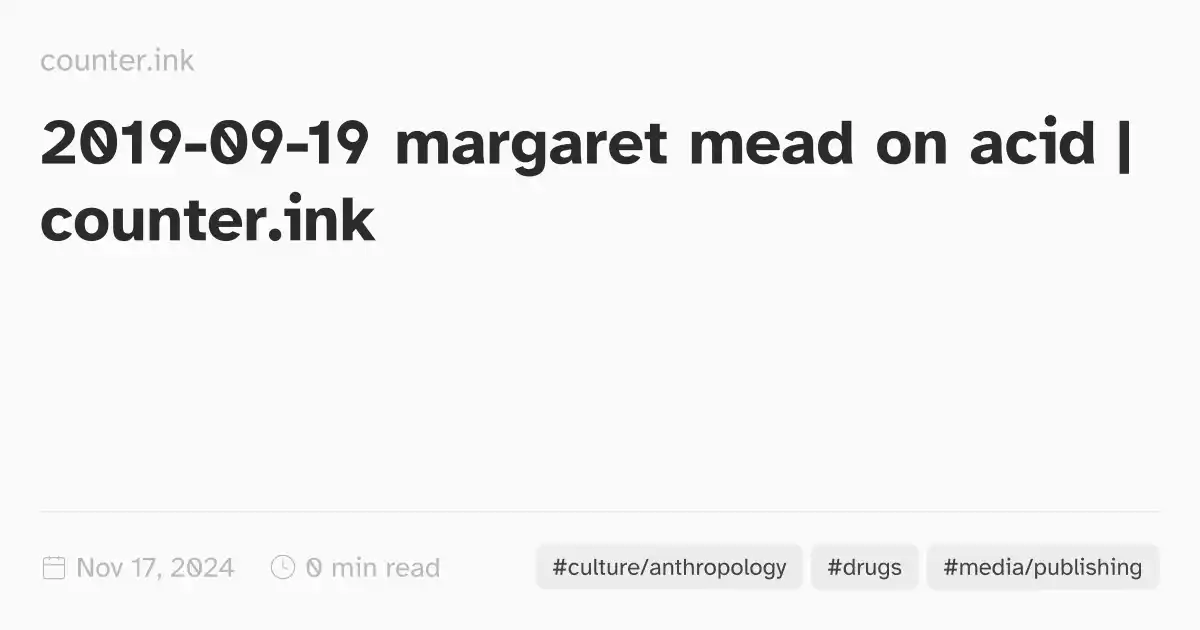 counter.ink
2019-09-19 margaret mead on acid |
counter.ink
Nov 17, 2024 0 min read #culture/anthropology #drugs #media/publishing